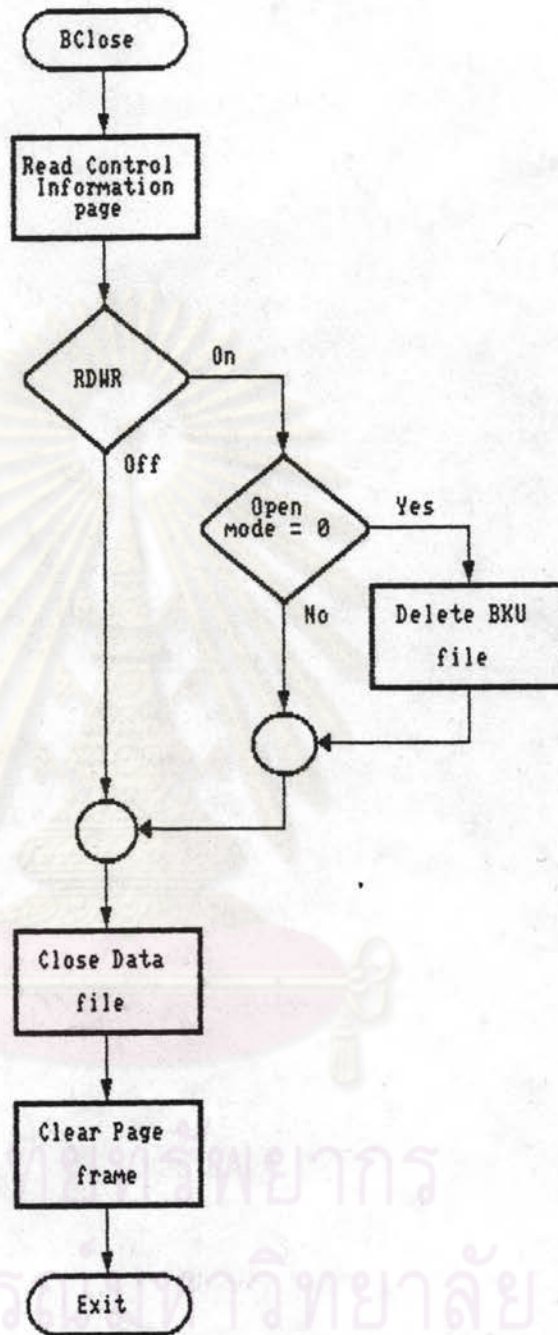 BClose
Read Control
Information
page
RDWR
On
Off
Open
mode = 0
Yes
No
Delete BKU
file
Close Data
file
Clear Page
frame
Exit